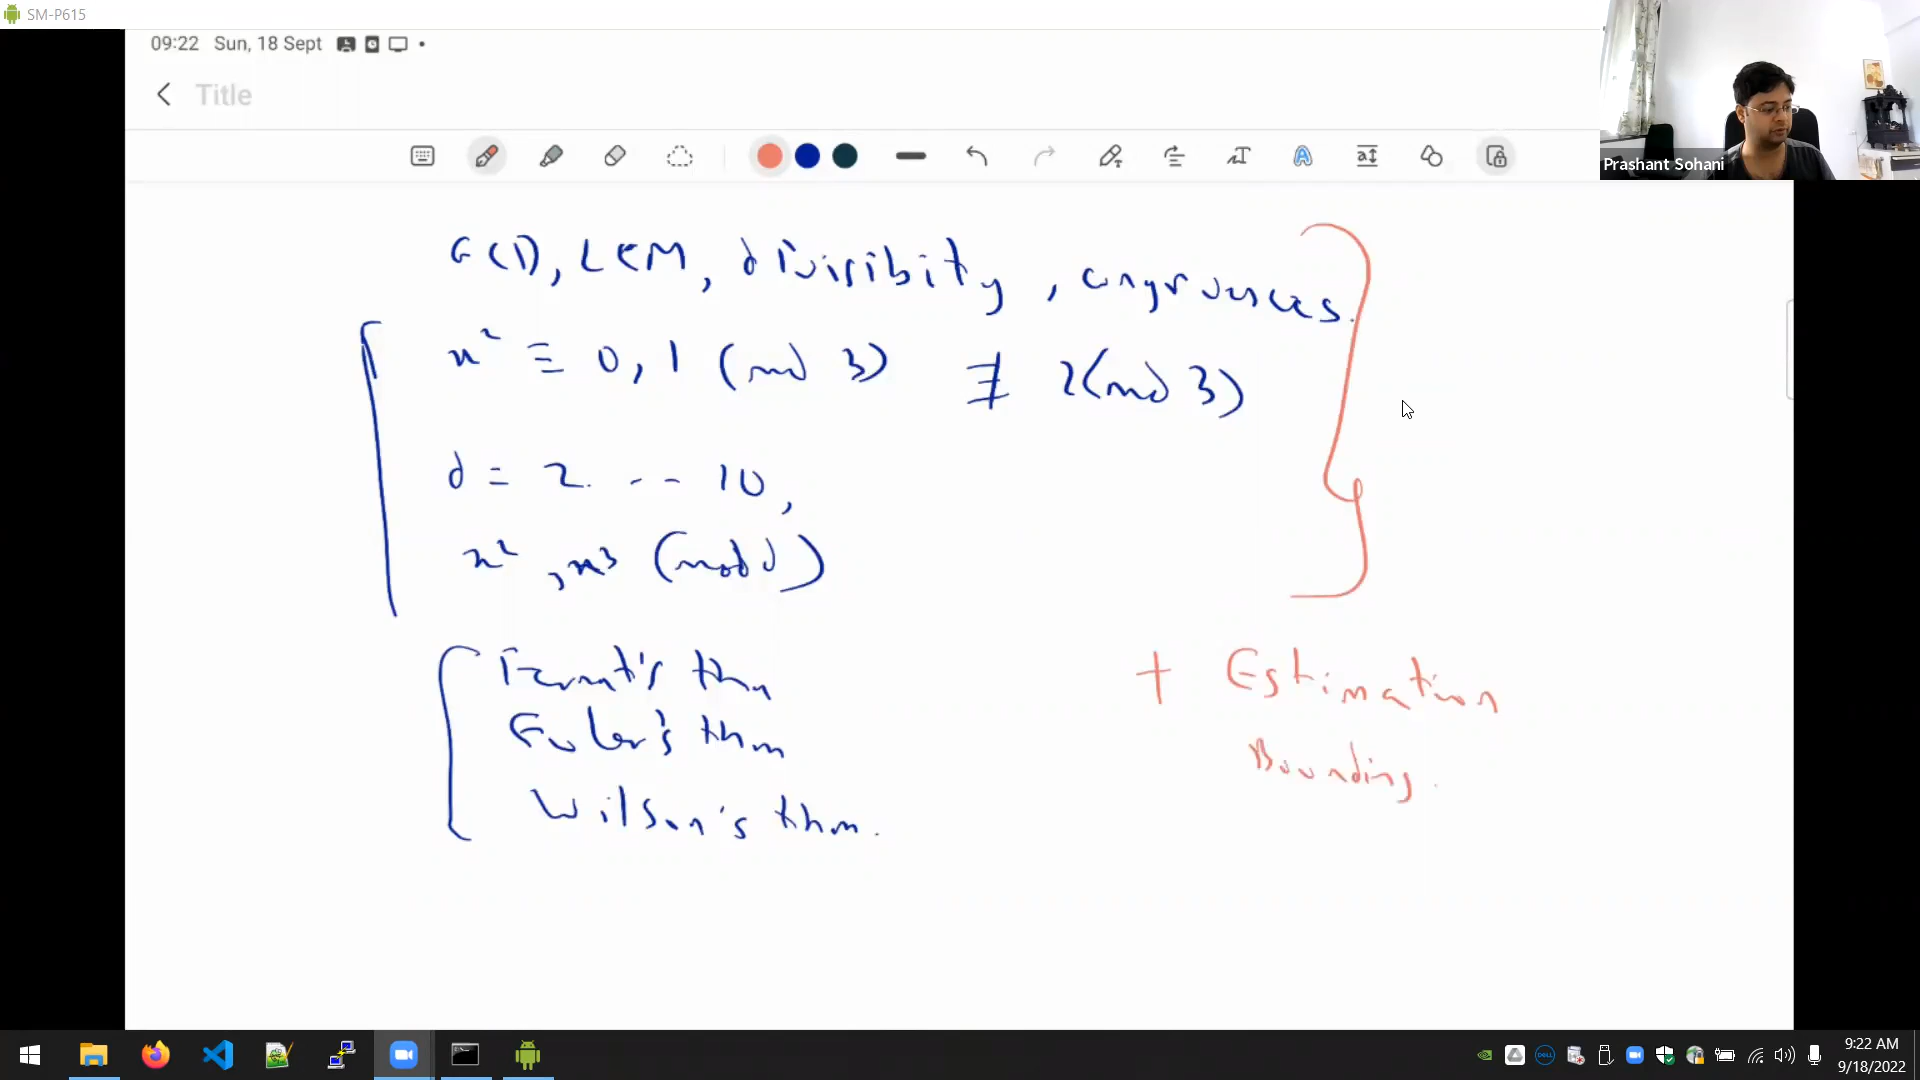 SM-P615
09:22 Sun, 18 Sept
Title
Prashant Sohani
GCD, LCM, divisibity, congruences.
x² ≡ 0, 1 (mod 3) ∄ 2(mod 3)
d = 2. -- 10,
x², x³ (mod d)
Fermat's thm
Euler's thm
Wilson's thm.
+ Estimation
Bounding.
9:22 AM
9/18/2022